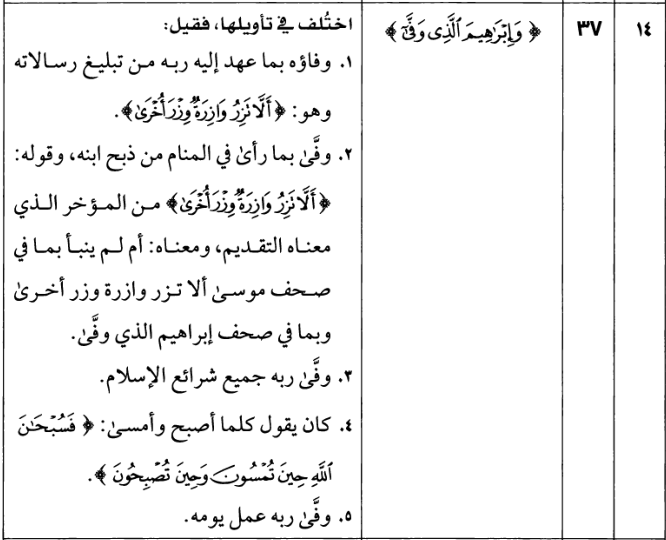 ١٤
٣٧
﴿ وَإِبْرَٰهِيمَ ٱلَّذِى وَفَّىٰٓ ﴾
اختُلف في تأويلها، فقيل:
١. وفاؤه بما عهد إليه ربه من تبليغ رسالاته
وهو: ﴿أَلَّا تَزِرُ وَازِرَةٌ وِزْرَ أُخْرَىٰ﴾.
٢. وفَّىٰ بما رأىٰ في المنام من ذبح ابنه، وقوله:
﴿أَلَّا تَزِرُ وَازِرَةٌ وِزْرَ أُخْرَىٰ﴾ من المؤخر الذي
معناه التقديم، ومعناه: أم لم ينبأ بما في
صحف موسىٰ ألا تزر وازرة وزر أخرىٰ
وبما في صحف إبراهيم الذي وفَّىٰ.
٣. وفَّىٰ ربه جميع شرائع الإسلام.
٤. كان يقول كلما أصبح وأمسىٰ: ﴿ فَسُبْحَٰنَ
ٱللَّهِ حِينَ تُمْسُونَ وَحِينَ تُصْبِحُونَ ﴾.
٥. وفَّىٰ ربه عمل يومه.